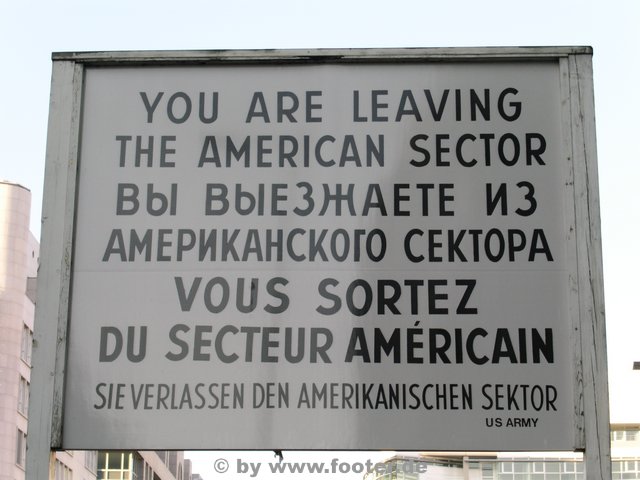 YOU ARE LEAVING
THE AMERICAN SECTOR
ВЫ ВЫЕЗЖАЕТЕ ИЗ
АМЕРИКАНСКОГО СЕКТОРА
VOUS SORTEZ
DU SECTEUR AMÉRICAIN
SIE VERLASSEN DEN AMERIKANISCHEN SEKTOR
US ARMY
© by www.footer.de